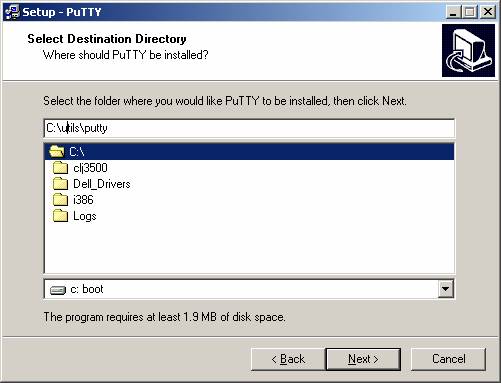 Setup - PuTTY
Select Destination Directory
Where should PuTTY be installed?
Select the folder where you would like PuTTY to be installed, then click Next.
C:\utils\putty
C:\
clj3500
Dell_Drivers
i386
Logs
c: boot
The program requires at least 1.9 MB of disk space.
< Back
Next >
Cancel